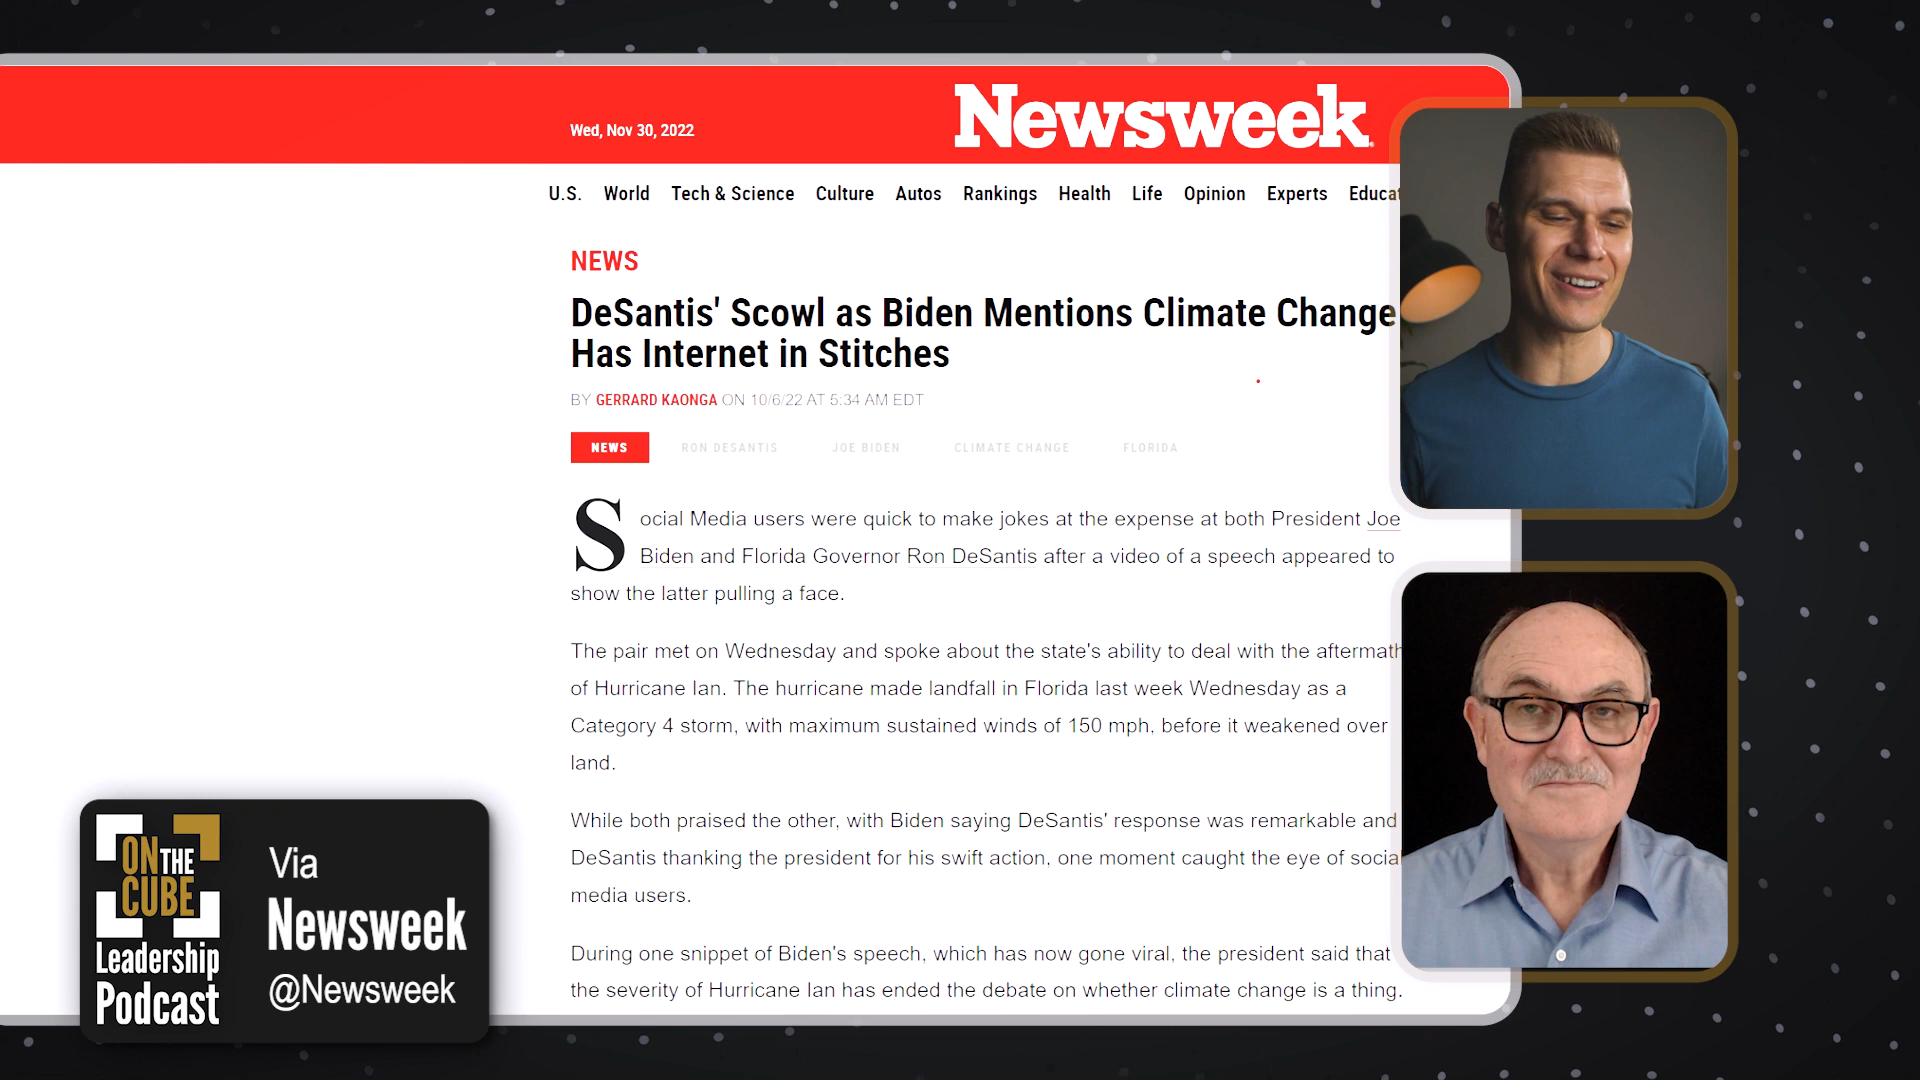 Wed, Nov 30, 2022
Newsweek
U.S. World Tech & Science Culture Autos Rankings Health Life Opinion Experts Educat
NEWS
DeSantis' Scowl as Biden Mentions Climate Change
Has Internet in Stitches
BY GERRARD KAONGA ON 10/6/22 AT 5:34 AM EDT
NEWS RON DESANTIS JOE BIDEN CLIMATE CHANGE FLORIDA
Social Media users were quick to make jokes at the expense at both President Joe
Biden and Florida Governor Ron DeSantis after a video of a speech appeared to
show the latter pulling a face.
The pair met on Wednesday and spoke about the state's ability to deal with the aftermath
of Hurricane Ian. The hurricane made landfall in Florida last week Wednesday as a
Category 4 storm, with maximum sustained winds of 150 mph, before it weakened over
land.
While both praised the other, with Biden saying DeSantis' response was remarkable and
DeSantis thanking the president for his swift action, one moment caught the eye of social
media users.
During one snippet of Biden's speech, which has now gone viral, the president said that
the severity of Hurricane Ian has ended the debate on whether climate change is a thing.
ON THE
CUBE
Leadership
Podcast
Via
Newsweek
@Newsweek